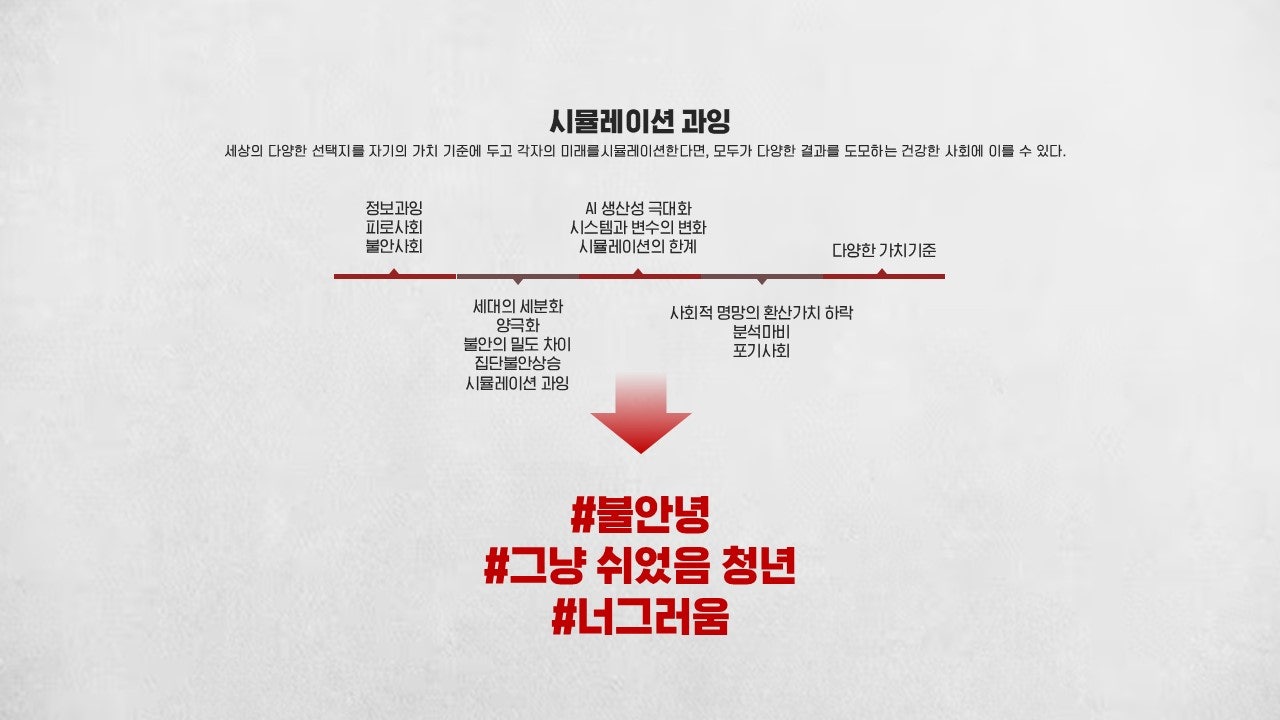 시뮬레이션 과잉
세상의 다양한 선택지를 자기의 가치 기준에 두고 각자의 미래를시뮬레이션한다면, 모두가 다양한 결과를 도모하는 건강한 사회에 이를 수 있다.
정보과잉
피로사회
불안사회
세대의 세분화
양극화
불안의 밀도 차이
집단불안상승
시뮬레이션 과잉
AI 생산성 극대화
시스템과 변수의 변화
시뮬레이션의 한계
사회적 명망의 환산가치 하락
분석마비
포기사회
다양한 가치기준
#불안녕
#그냥 쉬었음 청년
#너그러움